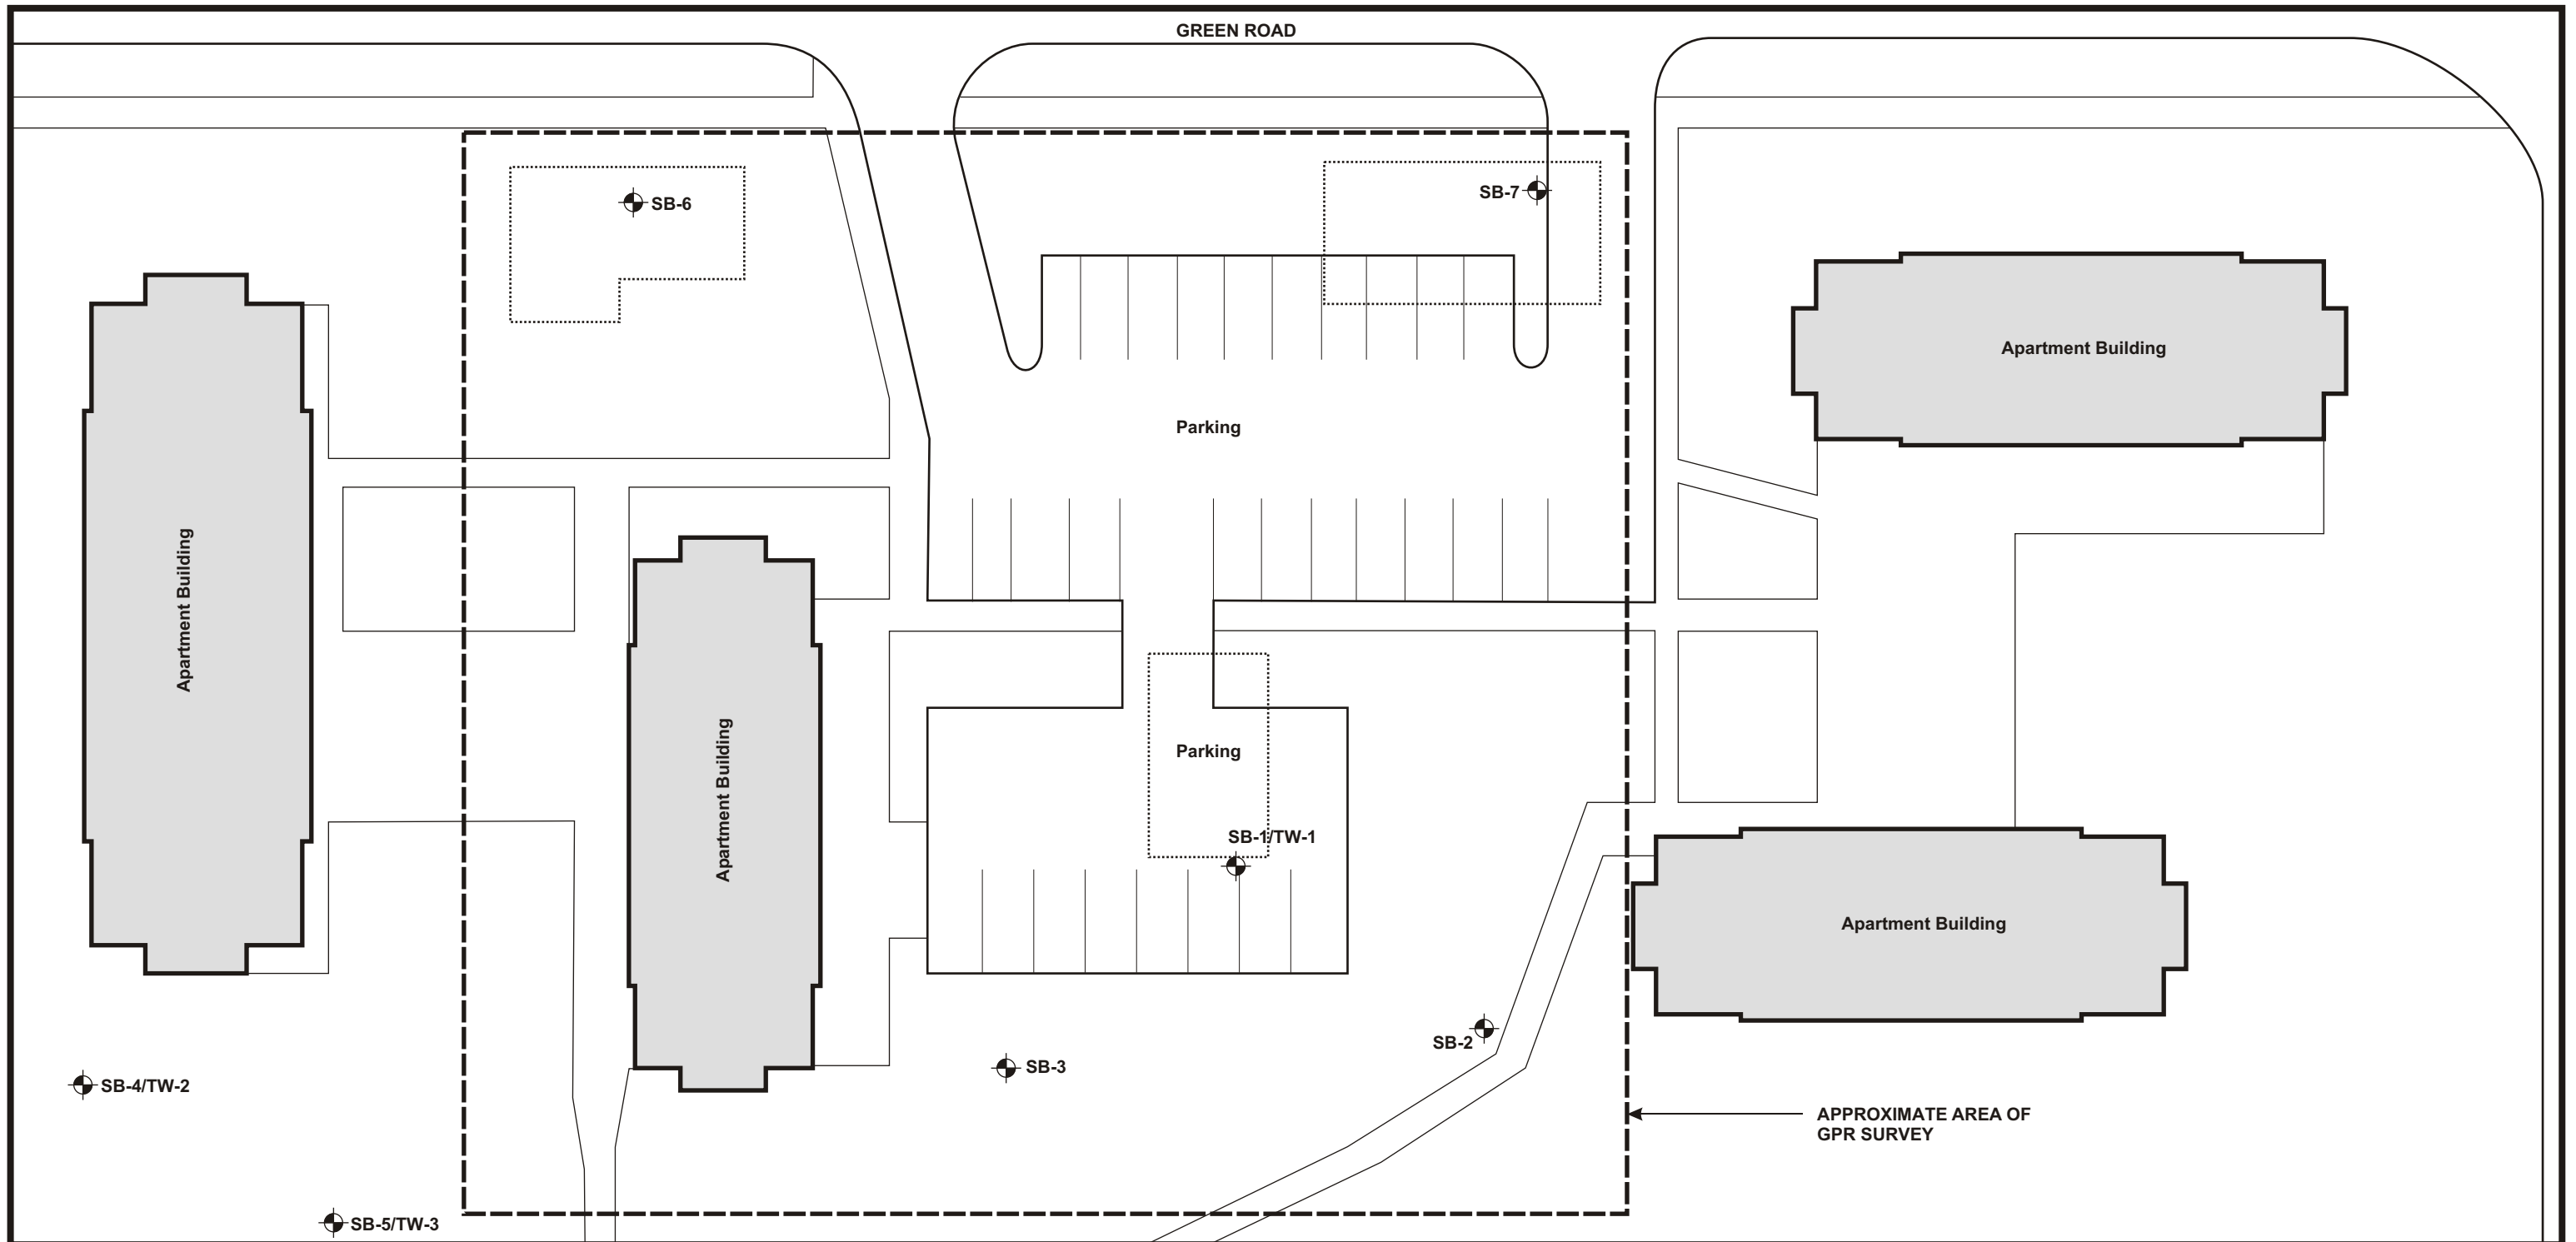 GREEN ROAD
SB-6
SB-7
Apartment Building
Parking
Apartment Building
Apartment Building
Parking
SB-1/TW-1
Apartment Building
SB-2
SB-3
SB-4/TW-2
APPROXIMATE AREA OF
GPR SURVEY
SB-5/TW-3